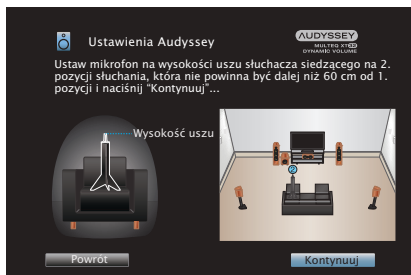 Ustawienia Audyssey
AUDYSSEY
MULTEQ XT32
DYNAMIC VOLUME
Ustaw mikrofon na wysokości uszu słuchacza siedzącego na 2.
pozycji słuchania, która nie powinna być dalej niż 60 cm od 1.
pozycji i naciśnij “Kontynuuj”...
Wysokość uszu
Powrót
Kontynuuj